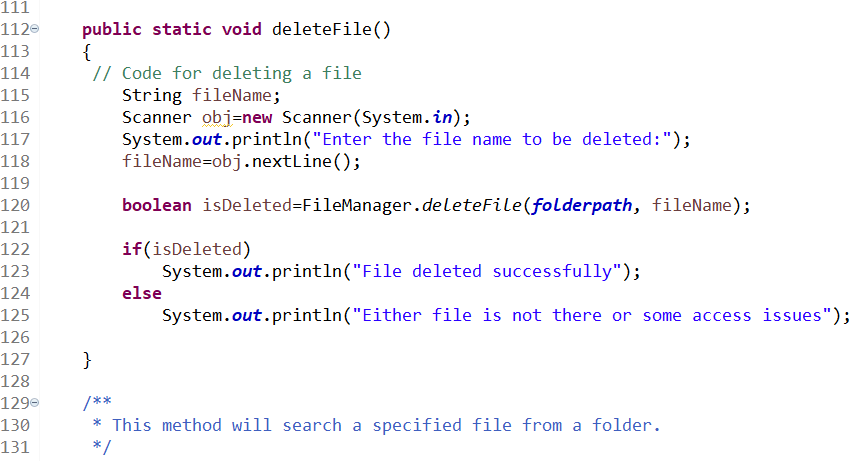 111
112 public static void deleteFile()
113 {
114 // Code for deleting a file
115 String fileName;
116 Scanner obj=new Scanner(System.in);
117 System.out.println("Enter the file name to be deleted:");
118 fileName=obj.nextLine();
119
120 boolean isDeleted=FileManager.deleteFile(folderpath, fileName);
121
122 if(isDeleted)
123 System.out.println("File deleted successfully");
124 else
125 System.out.println("Either file is not there or some access issues");
126
127 }
128
129 /**
130 * This method will search a specified file from a folder.
131 */